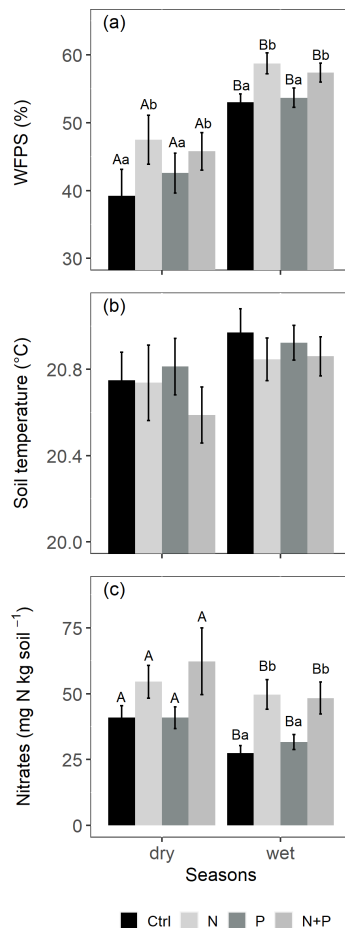 (a)
WFPS (%)
60
50
40
30
Aa
Ab
Aa
Ab
Ba
Bb
Ba
Bb
(b)
Soil temperature (°C)
20.8
20.4
20.0
(c)
Nitrates (mg N kg soil ⁻¹)
75
50
25
0
A
A
A
A
Ba
Bb
Ba
Bb
dry wet
Seasons
Ctrl N P N+P